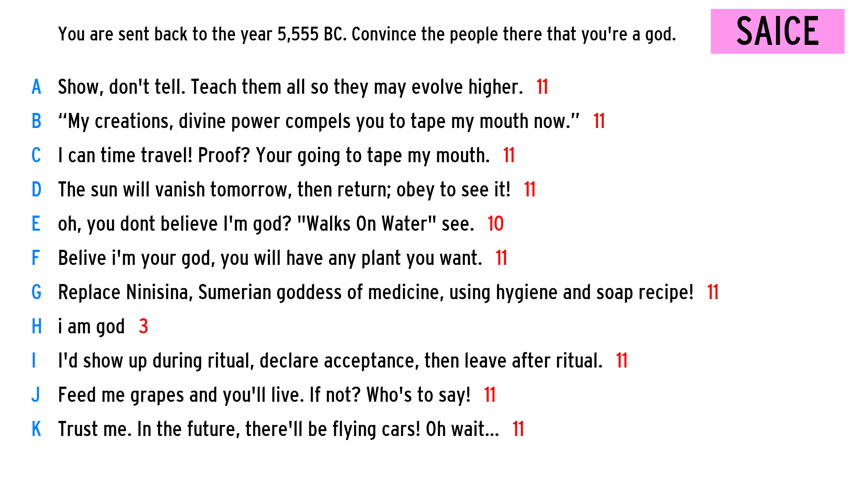 You are sent back to the year 5,555 BC. Convince the people there that you're a god.
SAICE
A Show, don't tell. Teach them all so they may evolve higher. 11
B “My creations, divine power compels you to tape my mouth now.” 11
C I can time travel! Proof? Your going to tape my mouth. 11
D The sun will vanish tomorrow, then return; obey to see it! 11
E oh, you dont believe I'm god? "Walks On Water" see. 10
F Belive i'm your god, you will have any plant you want. 11
G Replace Ninisina, Sumerian goddess of medicine, using hygiene and soap recipe! 11
H i am god 3
I I'd show up during ritual, declare acceptance, then leave after ritual. 11
J Feed me grapes and you'll live. If not? Who's to say! 11
K Trust me. In the future, there'll be flying cars! Oh wait... 11